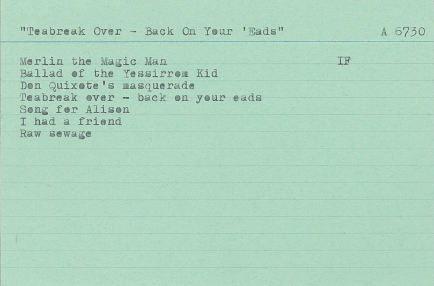 "Teabreak Over - Back On Your 'Eads" A 6730
Merlin the Magic Man IF
Ballad of the Yessirrom Kid
Don Quixote's masquerade
Teabreak over - back on your eads
Song for Alison
I had a friend
Raw sewage